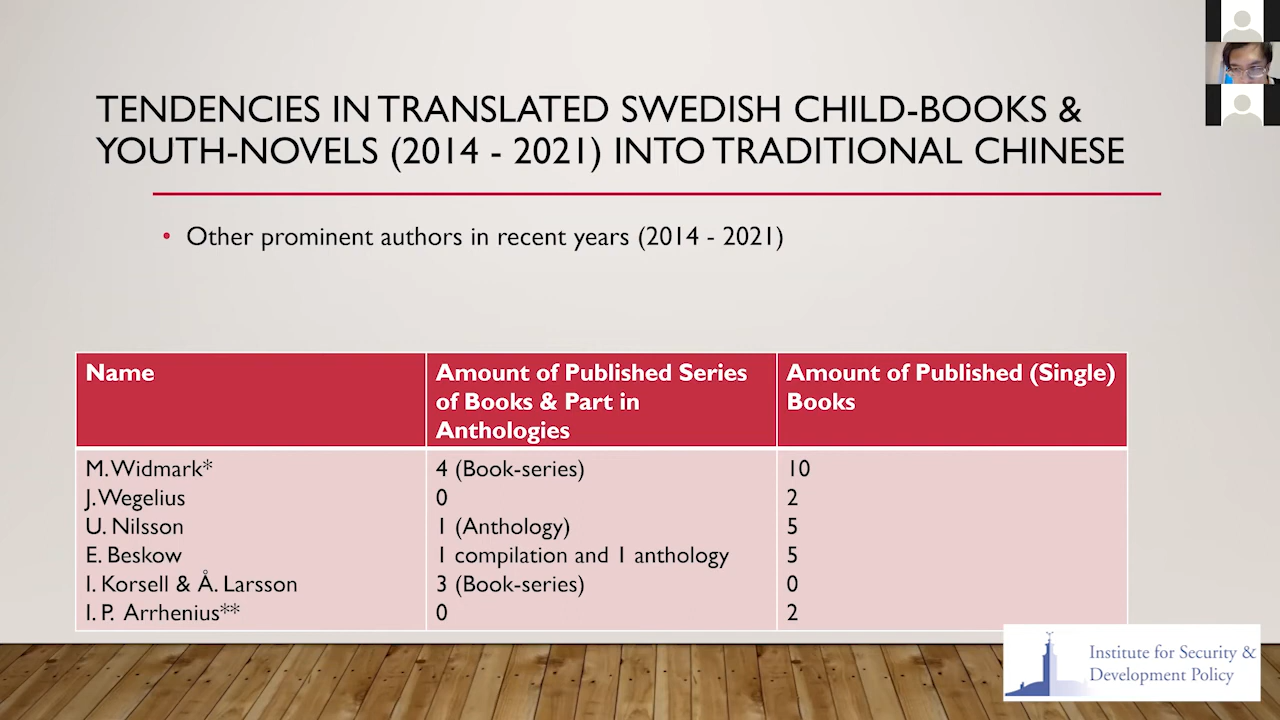 TENDENCIES IN TRANSLATED SWEDISH CHILD-BOOKS &
YOUTH-NOVELS (2014 - 2021) INTO TRADITIONAL CHINESE
• Other prominent authors in recent years (2014 - 2021)
Name
Amount of Published Series
of Books & Part in
Anthologies
Amount of Published (Single)
Books
M. Widmark* 4 (Book-series) 10
J. Wegelius 0 2
U. Nilsson 1 (Anthology) 5
E. Beskow 1 compilation and 1 anthology 5
I. Korsell & Å. Larsson 3 (Book-series) 0
I. P. Arrhenius** 0 2
Institute for Security &
Development Policy